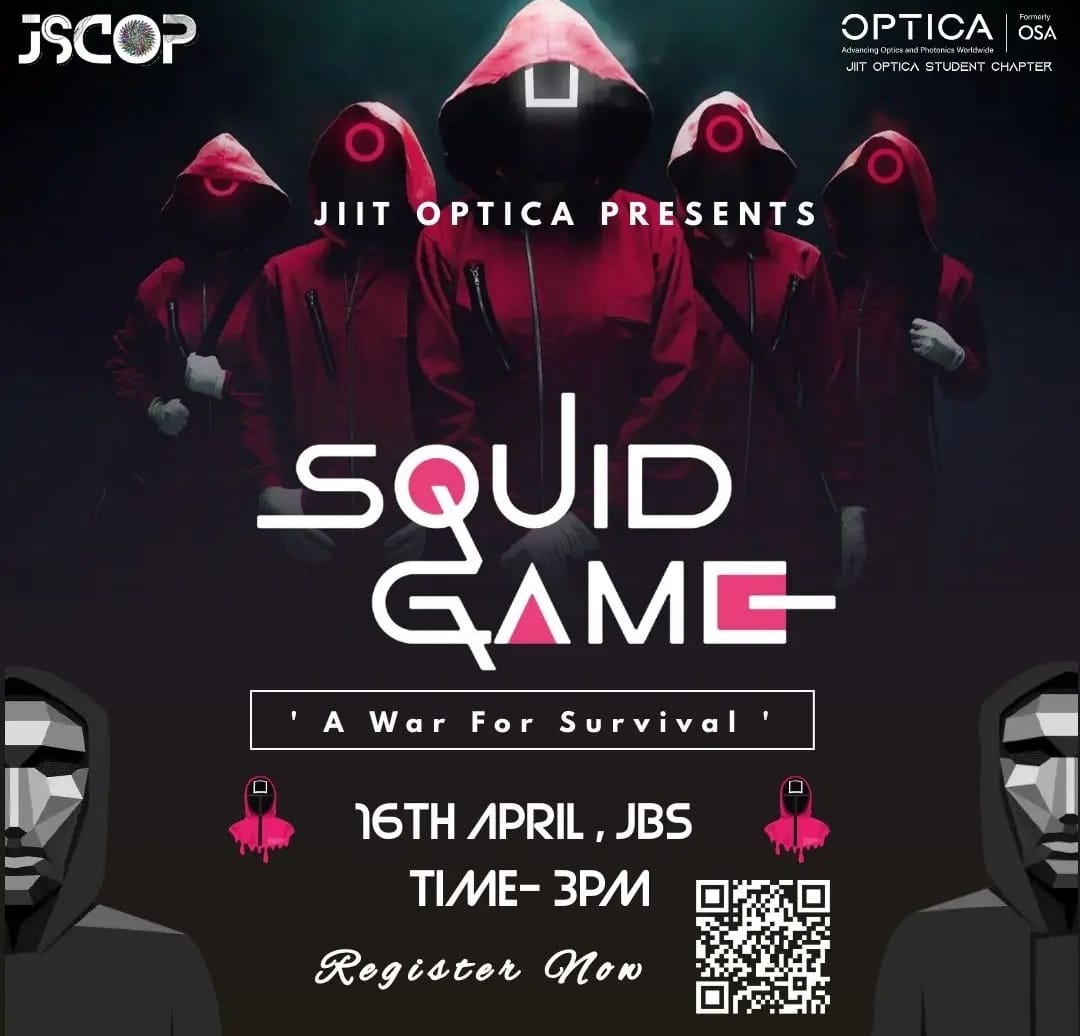 JSCOP
OPTICA
Formerly
OSA
Advancing Optics and Photonics Worldwide
JIIT OPTICA STUDENT CHAPTER
JIIT OPTICA PRESENTS
SQUID
GAME
' A War For Survival '
16TH APRIL , JBS
TIME- 3PM
Register Now